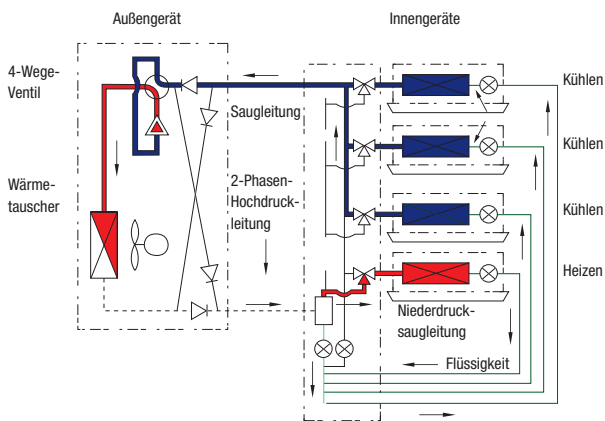 Außengerät
Innengeräte
4-Wege-
Ventil
Kühlen
Saugleitung
Kühlen
2-Phasen-
Hochdruck-
leitung
Wärme-
tauscher
Kühlen
Heizen
Niederdruck-
saugleitung
Flüssigkeit